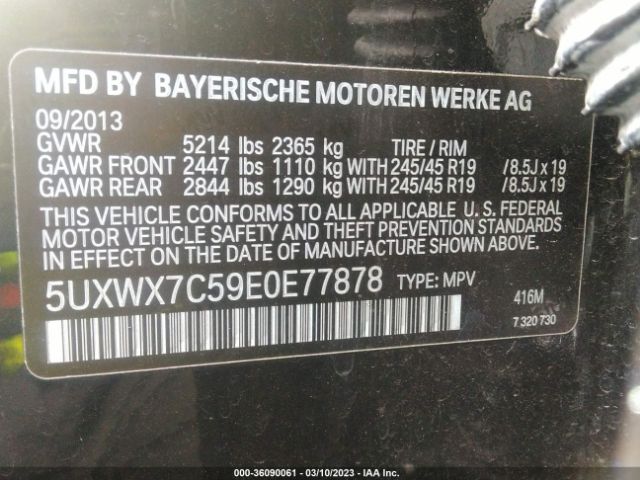 MFD BY BAYERISCHE MOTOREN WERKE AG
09/2013
GVWR 5214 lbs 2365 kg TIRE / RIM
GAWR FRONT 2447 lbs 1110 kg WITH 245/45 R19 /8.5J x 19
GAWR REAR 2844 lbs 1290 kg WITH 245/45 R19 /8.5J x 19
THIS VEHICLE CONFORMS TO ALL APPLICABLE U. S. FEDERAL
MOTOR VEHICLE SAFETY AND THEFT PREVENTION STANDARDS
IN EFFECT ON THE DATE OF MANUFACTURE SHOWN ABOVE.
5UXWX7C59E0E77878 TYPE: MPV
416M
7 320 730
000-36090061 - 03/10/2023 - IAA Inc.